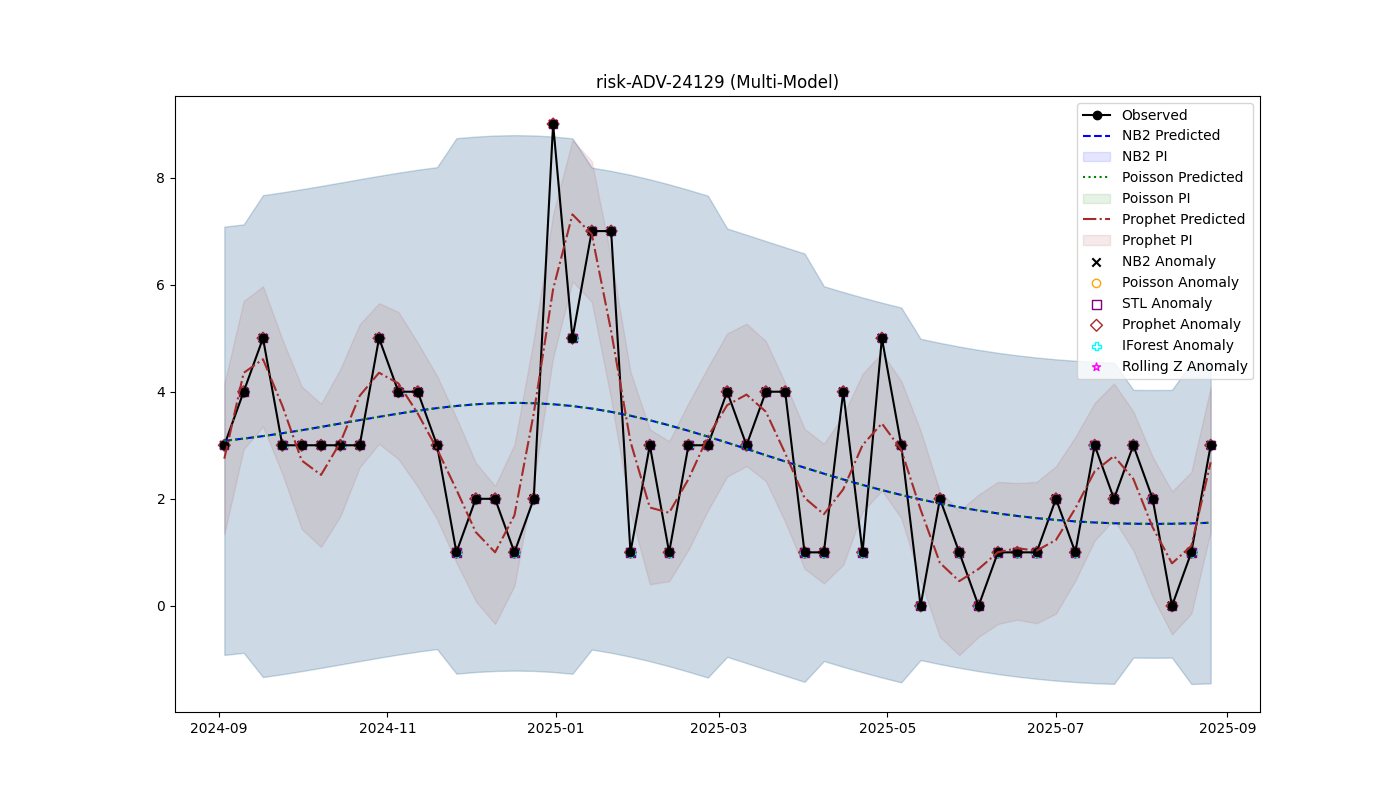 risk-ADV-24129 (Multi-Model)
Observed
NB2 Predicted
NB2 PI
Poisson Predicted
Poisson PI
Prophet Predicted
Prophet PI
NB2 Anomaly
Poisson Anomaly
STL Anomaly
Prophet Anomaly
IForest Anomaly
Rolling Z Anomaly
8
6
4
2
0
2024-09 2024-11 2025-01 2025-03 2025-05 2025-07 2025-09